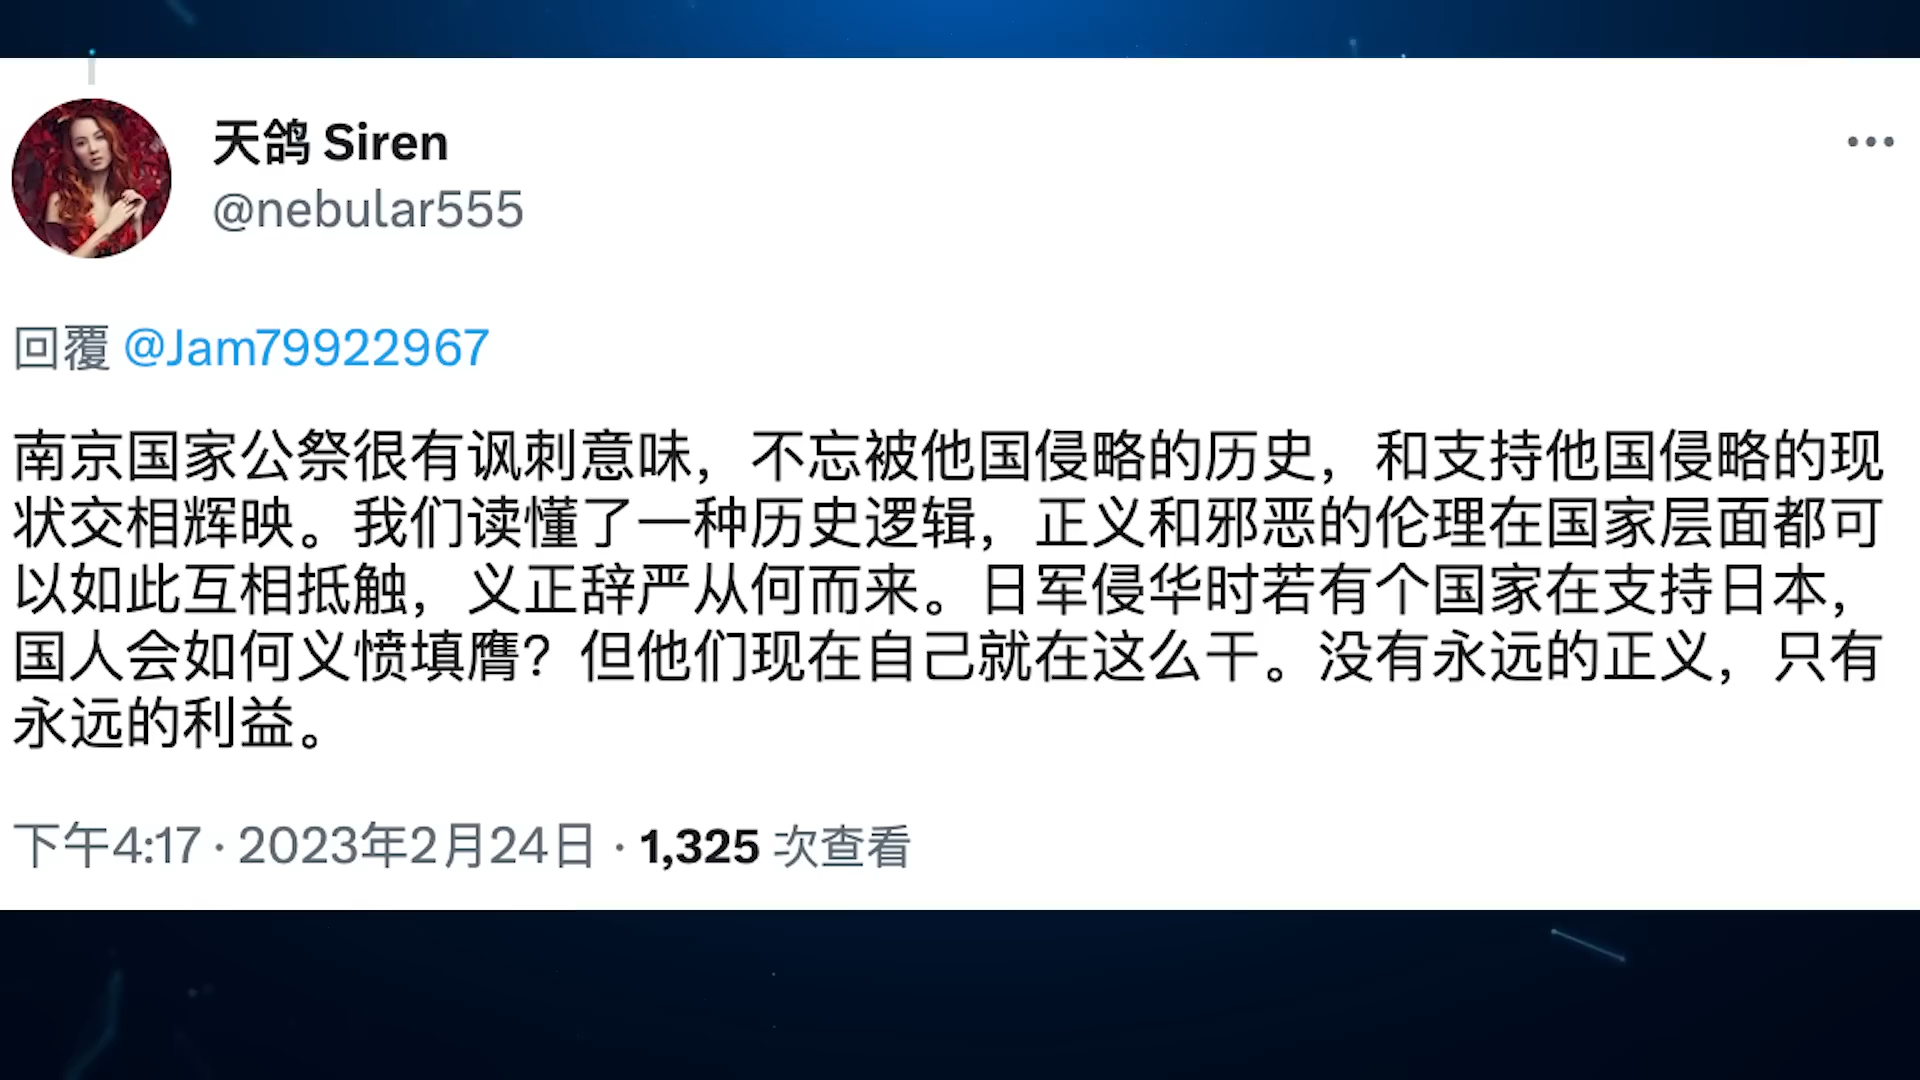 天鸽 Siren
@nebular555
回覆 @Jam79922967
南京国家公祭很有讽刺意味，不忘被他国侵略的历史，和支持他国侵略的现
状交相辉映。我们读懂了一种历史逻辑，正义和邪恶的伦理在国家层面都可
以如此互相抵触，义正辞严从何而来。日军侵华时若有个国家在支持日本，
国人会如何义愤填膺？但他们现在自己就在这么干。没有永远的正义，只有
永远的利益。
下午4:17 · 2023年2月24日 · 1,325 次查看